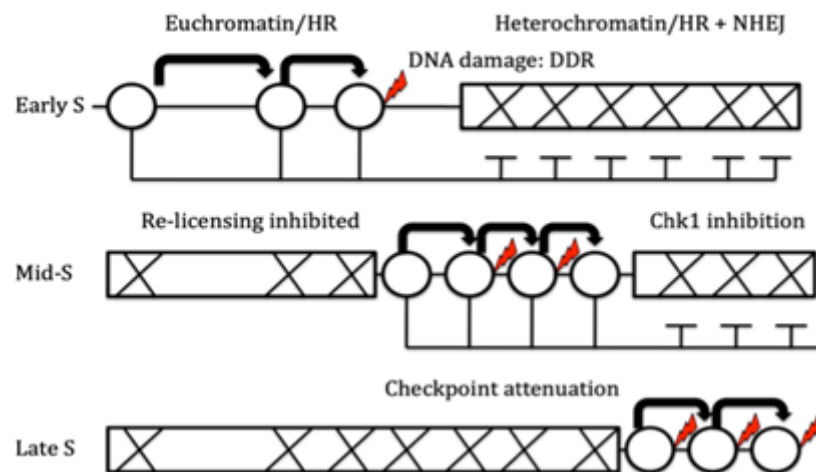 Euchromatin/HR
Heterochromatin/HR + NHEJ
DNA damage: DDR
Early S
Re-licensing inhibited
Chk1 inhibition
Mid-S
Checkpoint attenuation
Late S